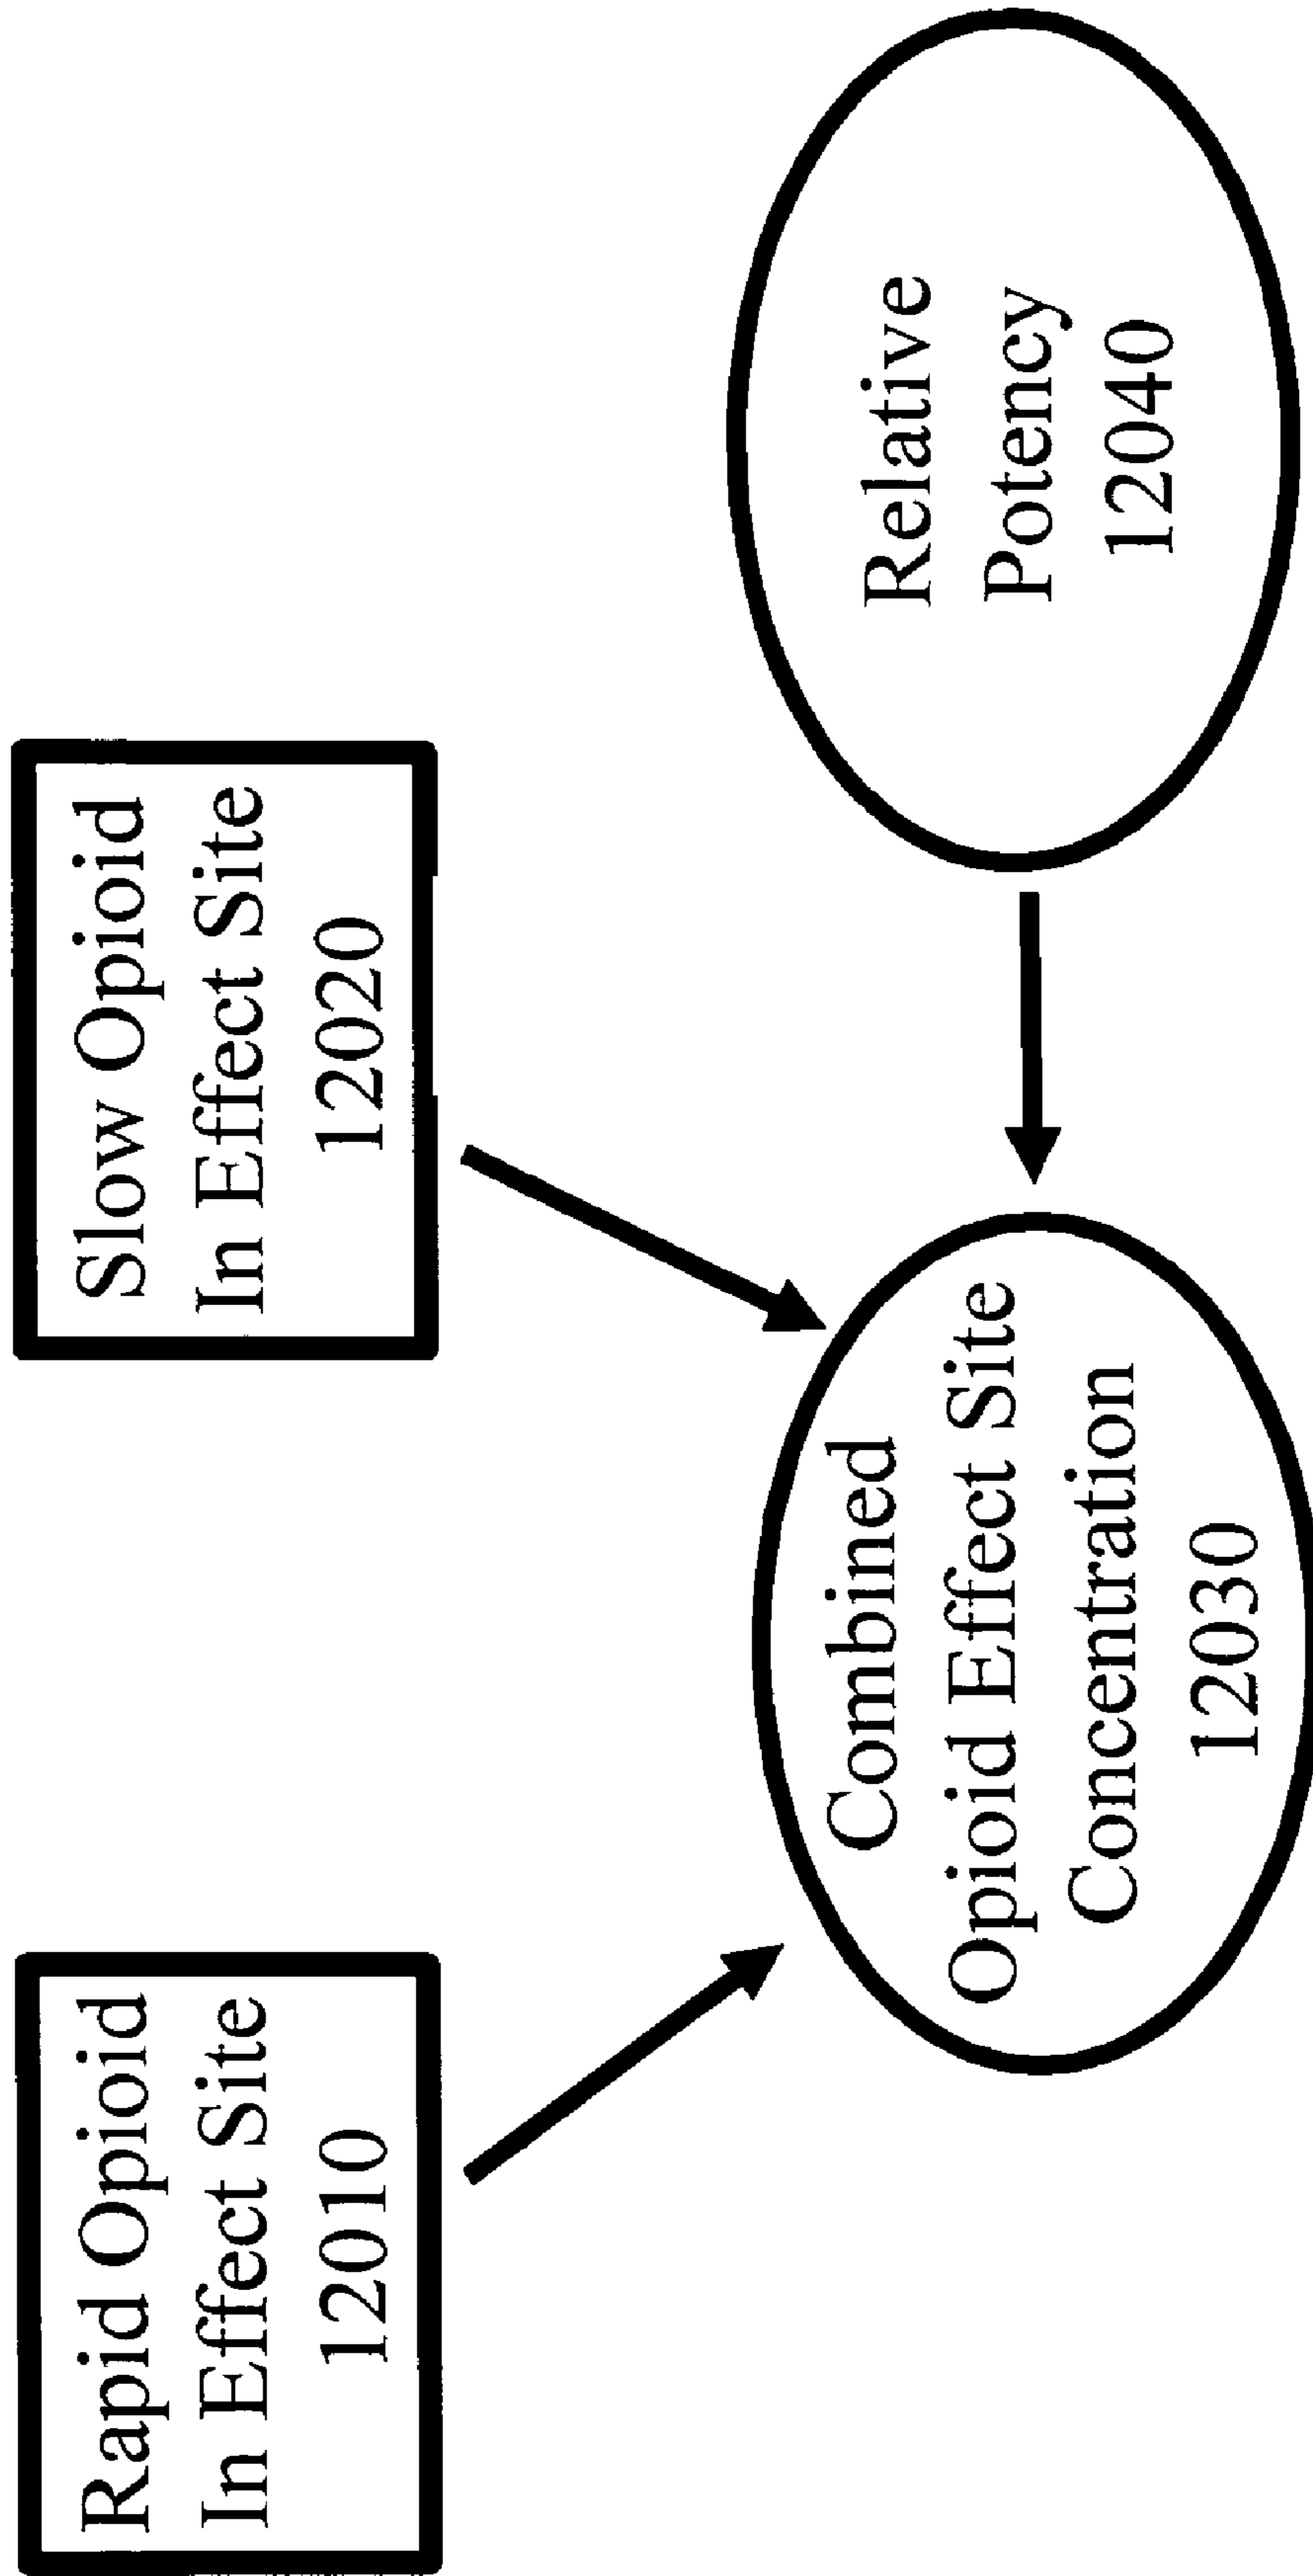 Rapid Opioid
In Effect Site
12010
Slow Opioid
In Effect Site
12020
Combined
Opioid Effect Site
Concentration
12030
Relative
Potency
12040